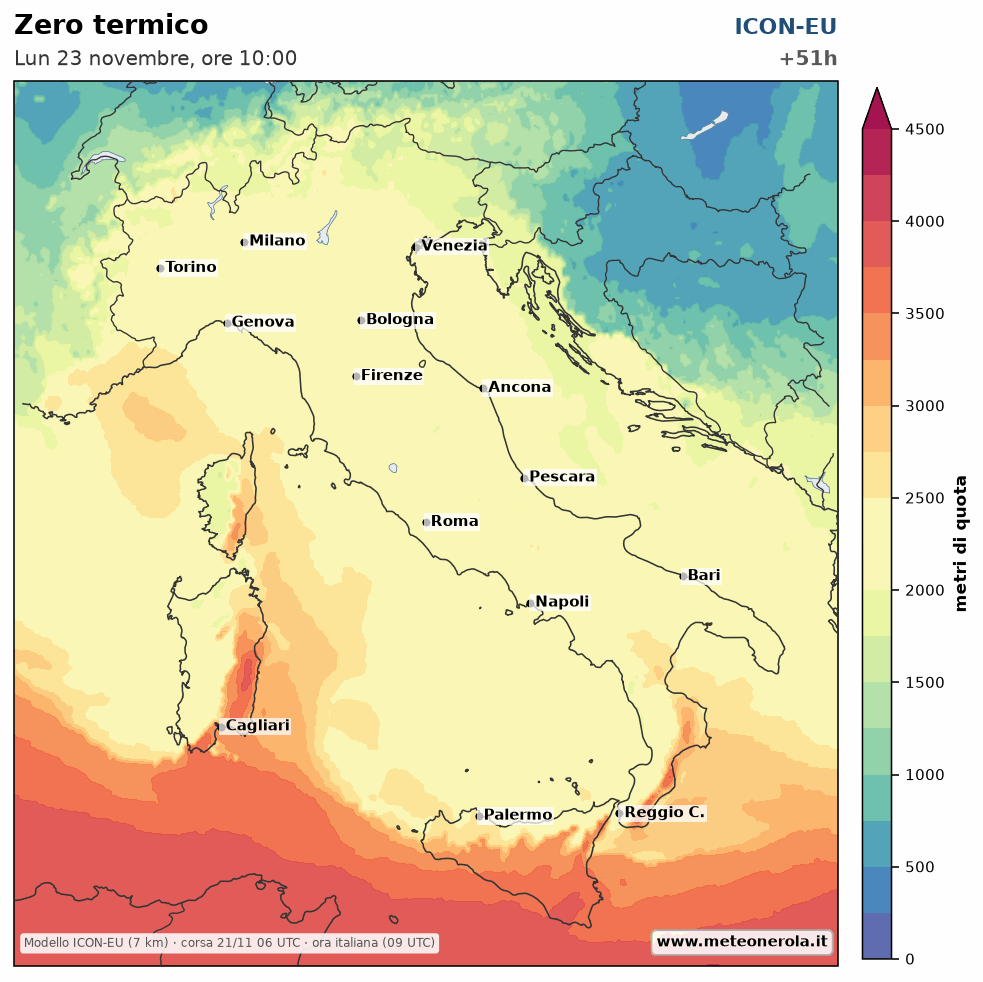 Zero termico
ICON-EU
Lun 23 novembre, ore 10:00
+51h
4500
4000
3500
3000
2500
2000
1500
1000
500
0
metri di quota
Milano
Venezia
Torino
Genova
Bologna
Firenze
Ancona
Pescara
Roma
Bari
Napoli
Cagliari
Palermo
Reggio C.
Modello ICON-EU (7 km) · corsa 21/11 06 UTC · ora italiana (09 UTC)
www.meteonerola.it